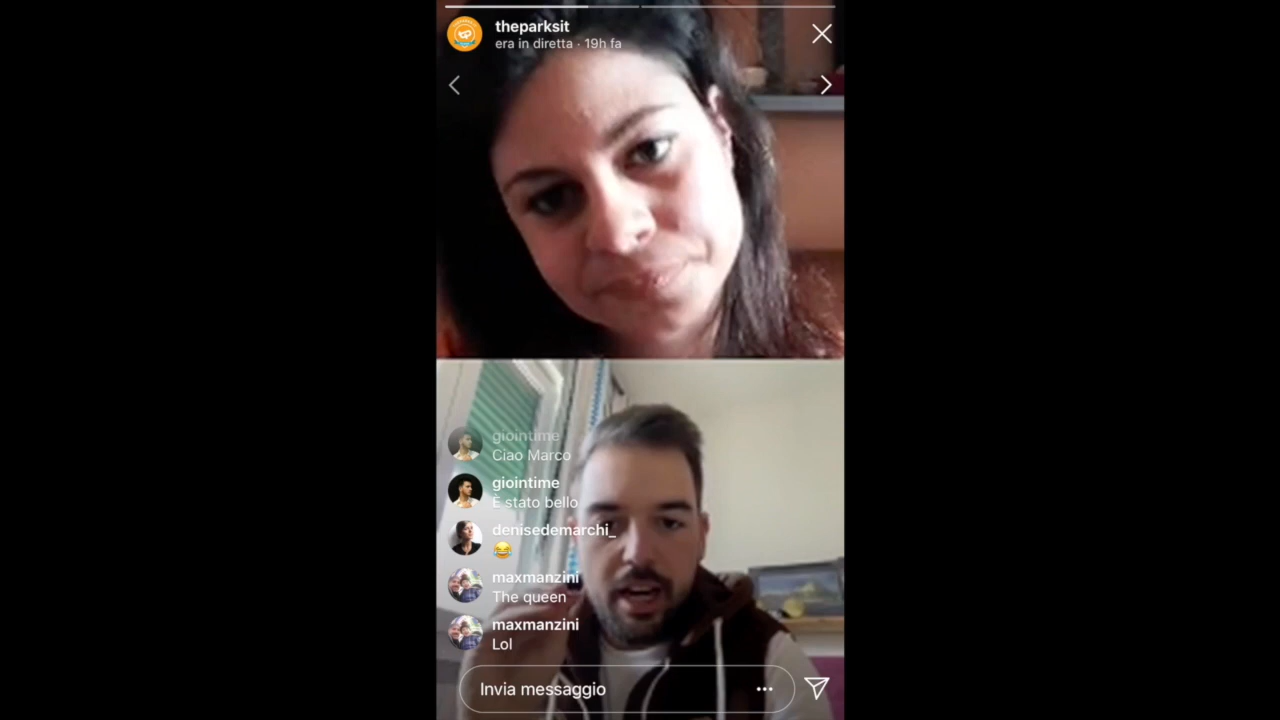 theparksit
era in diretta · 19h fa
giointime
Ciao Marco
giointime
È stato bello
denisedemarchi_
😂
maxmanzini
The queen
maxmanzini
Lol
Invia messaggio